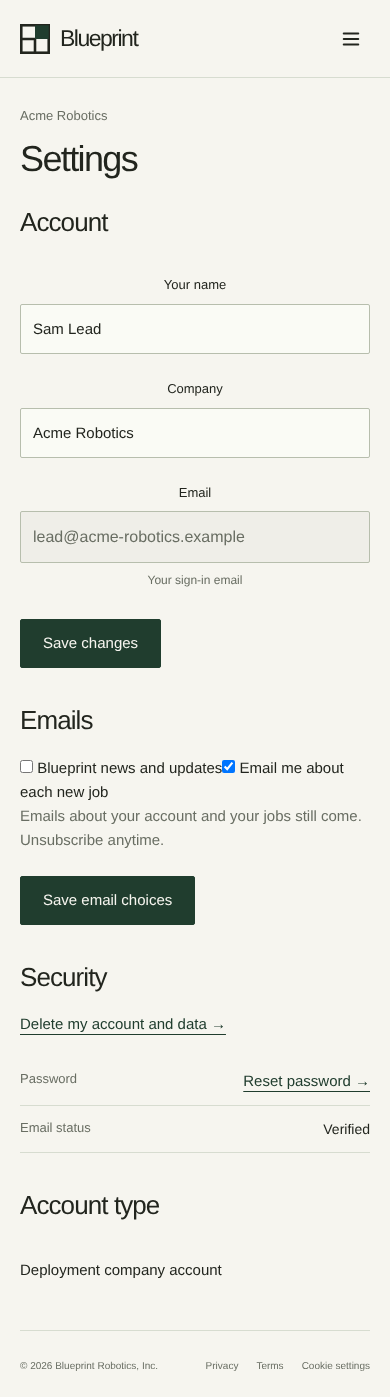 Blueprint
Acme Robotics
Settings
Account
Your name
Sam Lead
Company
Acme Robotics
Email
lead@acme-robotics.example
Your sign-in email
Save changes
Emails
Blueprint news and updates Email me about
each new job
Emails about your account and your jobs still come.
Unsubscribe anytime.
Save email choices
Security
Delete my account and data →
Password Reset password →
Email status Verified
Account type
Deployment company account
© 2026 Blueprint Robotics, Inc. Privacy Terms Cookie settings